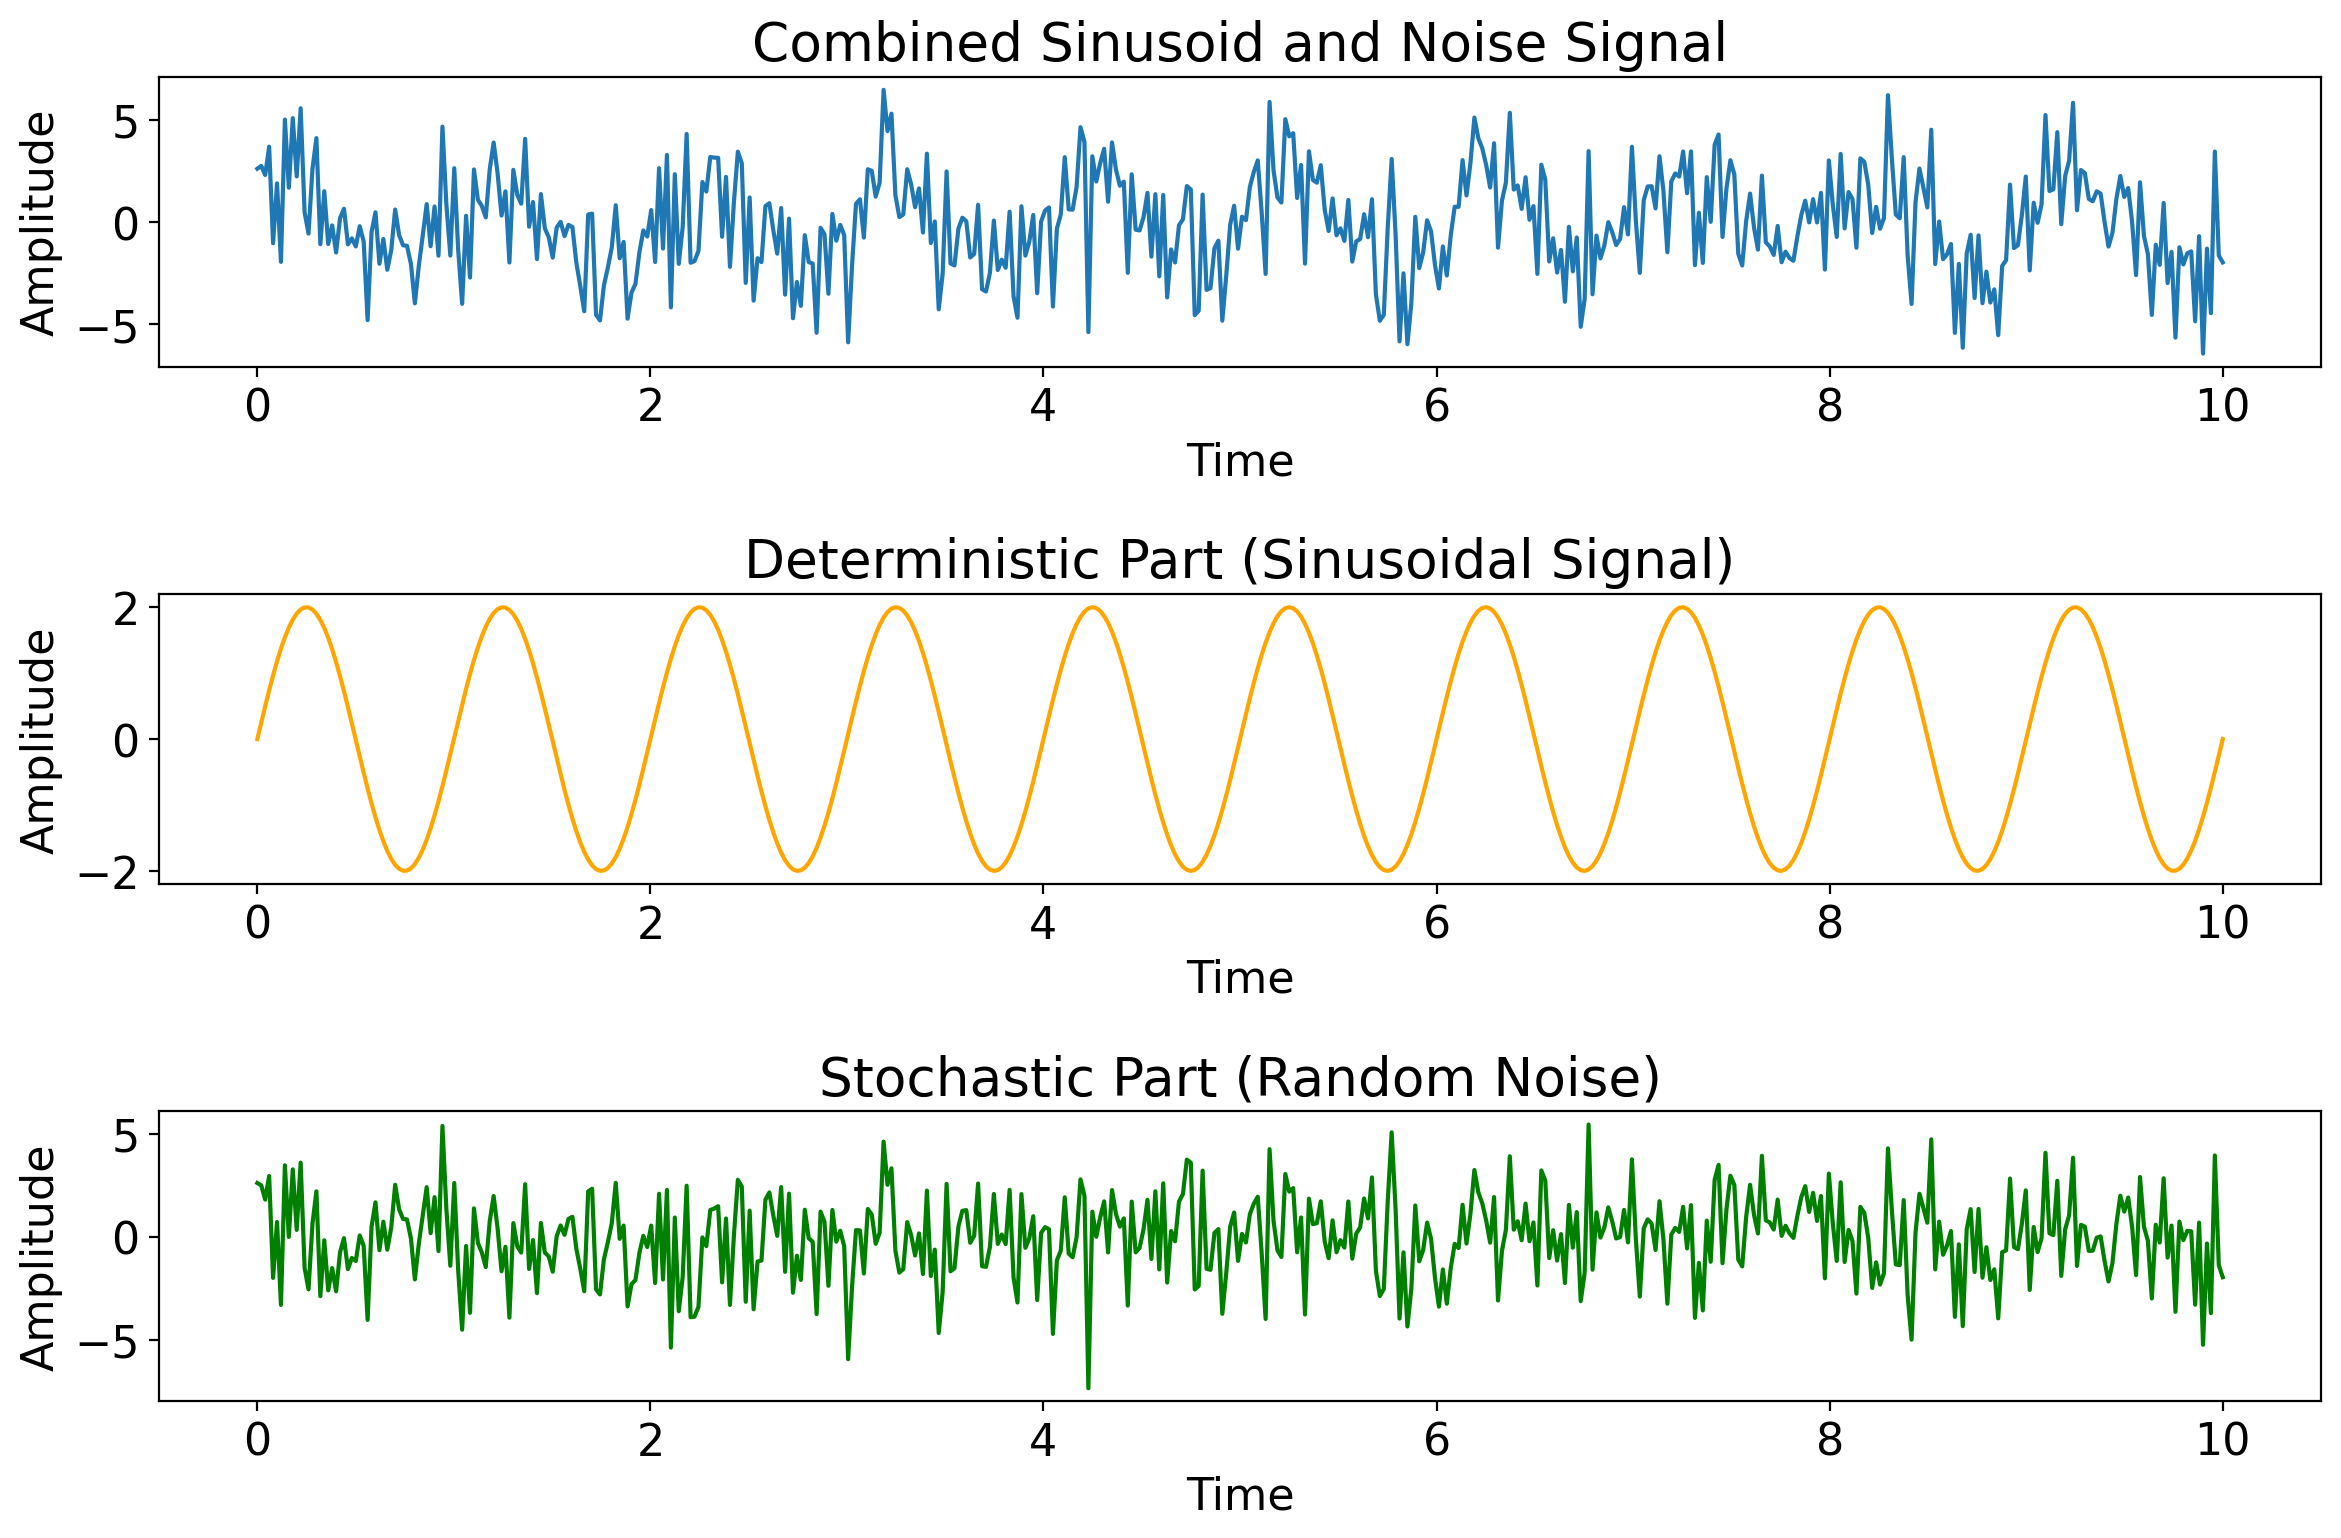 Combined Sinusoid and Noise Signal
Amplitude
5
0
−5
0 2 4 6 8 10
Time
Deterministic Part (Sinusoidal Signal)
Amplitude
2
0
−2
0 2 4 6 8 10
Time
Stochastic Part (Random Noise)
Amplitude
5
0
−5
0 2 4 6 8 10
Time